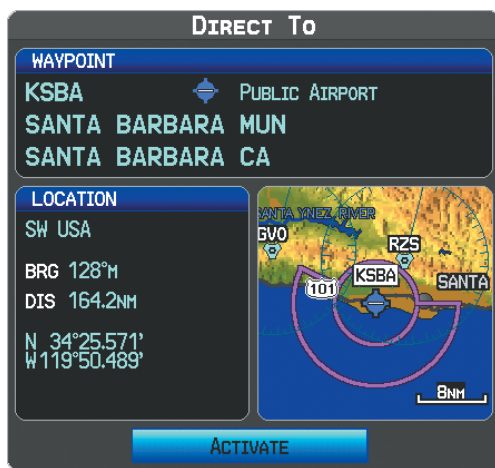 DIRECT TO
WAYPOINT
KSBA PUBLIC AIRPORT
SANTA BARBARA MUN
SANTA BARBARA CA
LOCATION
SW USA
BRG 128°M
DIS 164.2NM
N 34°25.571'
W119°50.489'
SANTA YNEZ RIVER
GVO
RZS
KSBA
101
SANTA
8NM
ACTIVATE